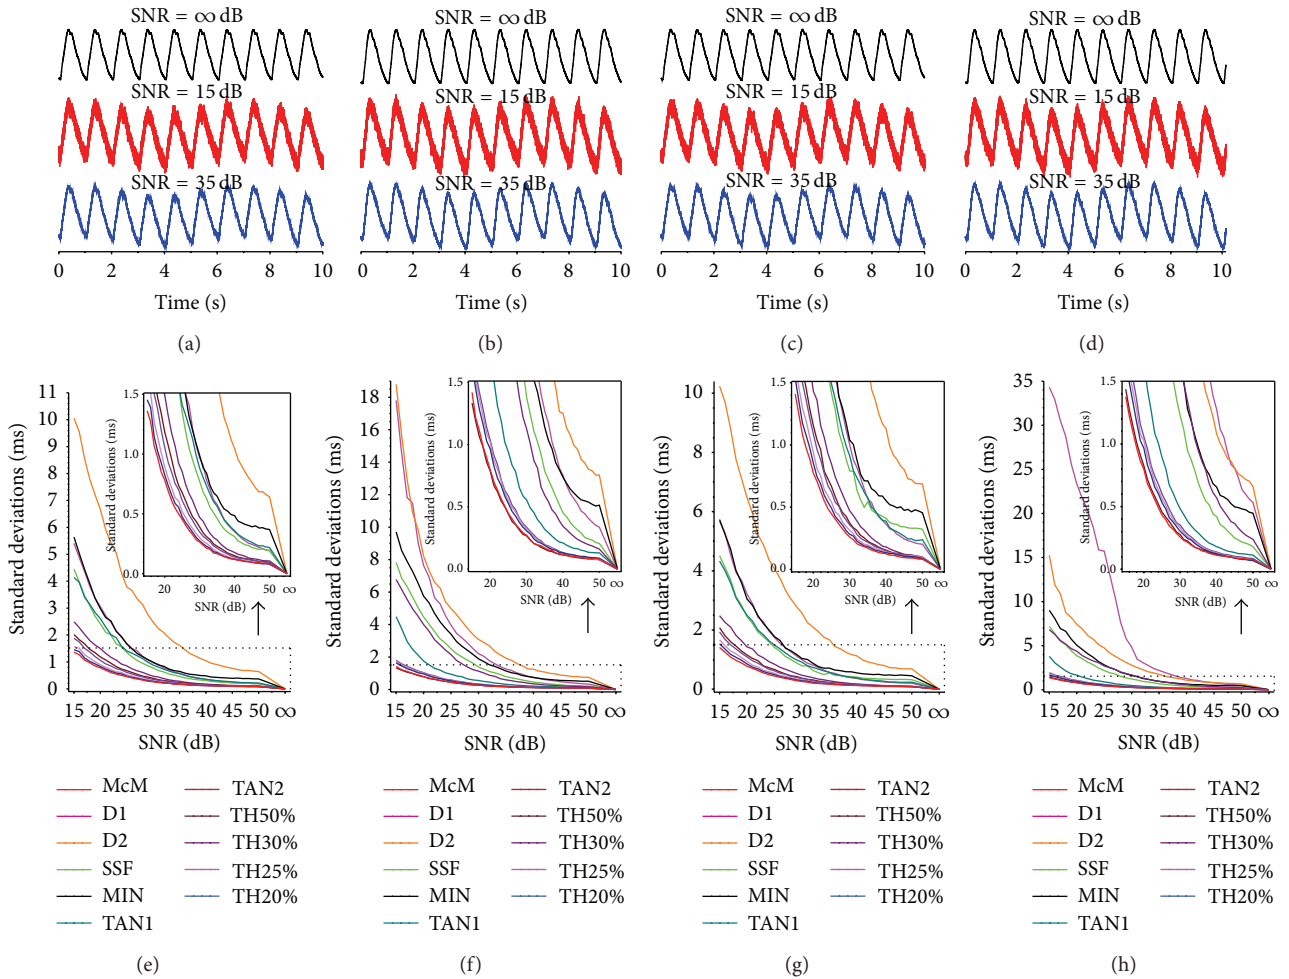 SNR = ∞ dB
SNR = 15 dB
SNR = 35 dB
0 2 4 6 8 10
Time (s)
(a)
SNR = ∞ dB
SNR = 15 dB
SNR = 35 dB
0 2 4 6 8 10
Time (s)
(b)
SNR = ∞ dB
SNR = 15 dB
SNR = 35 dB
0 2 4 6 8 10
Time (s)
(c)
SNR = ∞ dB
SNR = 15 dB
SNR = 35 dB
0 2 4 6 8 10
Time (s)
(d)
Standard deviations (ms)
11
10
9
8
7
6
5
4
3
2
1
0
15 20 25 30 35 40 45 50 ∞
SNR (dB)
Standard deviations (ms)
1.5
1.0
0.5
0.0
20 30 40 50 ∞
SNR (dB)
McM
D1
D2
SSF
MIN
TAN1
TAN2
TH50%
TH30%
TH25%
TH20%
(e)
Standard deviations (ms)
18
16
14
12
10
8
6
4
2
0
15 20 25 30 35 40 45 50 ∞
SNR (dB)
Standard deviations (ms)
1.5
1.0
0.5
0.0
20 30 40 50 ∞
SNR (dB)
McM
D1
D2
SSF
MIN
TAN1
TAN2
TH50%
TH30%
TH25%
TH20%
(f)
Standard deviations (ms)
10
8
6
4
2
0
15 20 25 30 35 40 45 50 ∞
SNR (dB)
Standard deviations (ms)
1.5
1.0
0.5
0.0
20 30 40 50 ∞
SNR (dB)
McM
D1
D2
SSF
MIN
TAN1
TAN2
TH50%
TH30%
TH25%
TH20%
(g)
Standard deviations (ms)
35
30
25
20
15
10
5
0
15 20 25 30 35 40 45 50 ∞
SNR (dB)
Standard deviations (ms)
1.5
1.0
0.5
0.0
20 30 40 50 ∞
SNR (dB)
McM
D1
D2
SSF
MIN
TAN1
TAN2
TH50%
TH30%
TH25%
TH20%
(h)